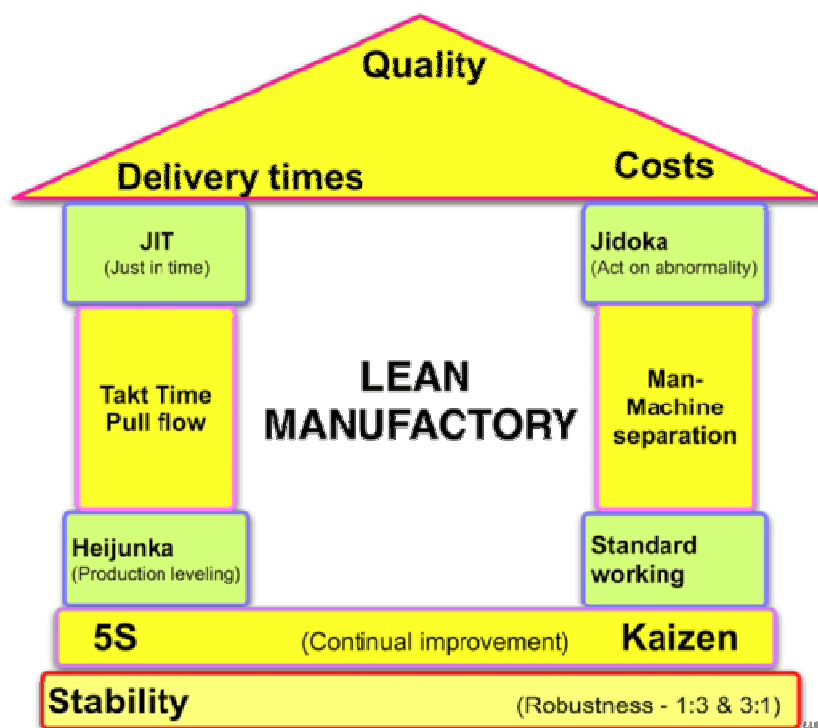 Quality
Delivery times
Costs
JIT
(Just in time)
Jidoka
(Act on abnormality)
Takt Time
Pull flow
LEAN
MANUFACTORY
Man-
Machine
separation
Heijunka
(Production leveling)
Standard
working
5S (Continual improvement) Kaizen
Stability (Robustness - 1:3 & 3:1)